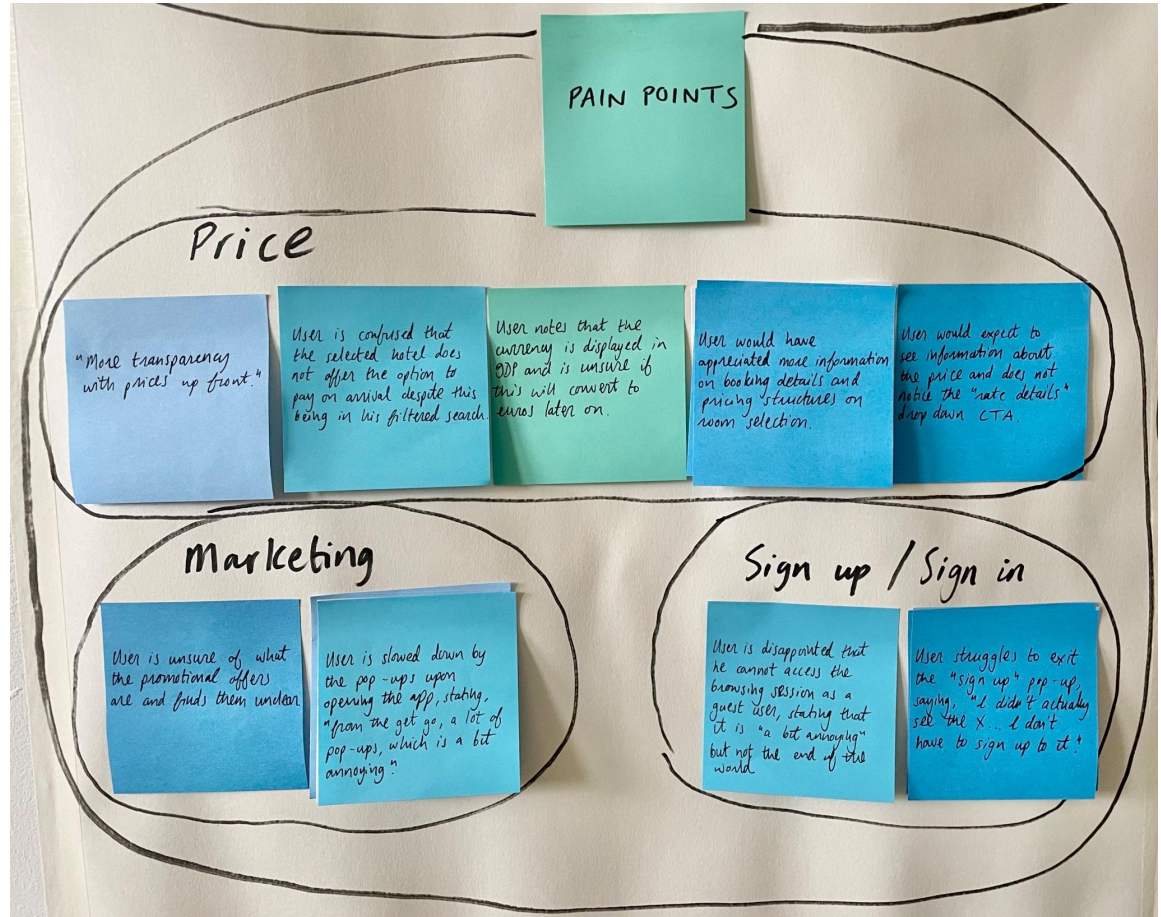 PAIN POINTS
Price
"More transparency
with prices up front."
User is confused that
the selected hotel does
not offer the option to
pay on arrival despite this
being in his filtered search.
User notes that the
currency is displayed in
GDP and is unsure if
this will convert to
euros later on.
User would have
appreciated more information
on booking details and
pricing structures on
room selection.
User would expect to
see information about
the price and does not
notice the "rate details"
drop down CTA.
Marketing
User is unsure of what
the promotional offers
are and finds them unclear
User is slowed down by
the pop-ups upon
opening the app, stating,
"from the get go, a lot of
pop-ups, which is a bit
annoying."
Sign up / Sign in
User is disappointed that
he cannot access the
browsing session as a
guest user, stating that
it is "a bit annoying"
but not the end of the
world
User struggles to exit
the "sign up" pop-up,
saying, "I didn't actually
see the X... I don't
have to sign up to it!"